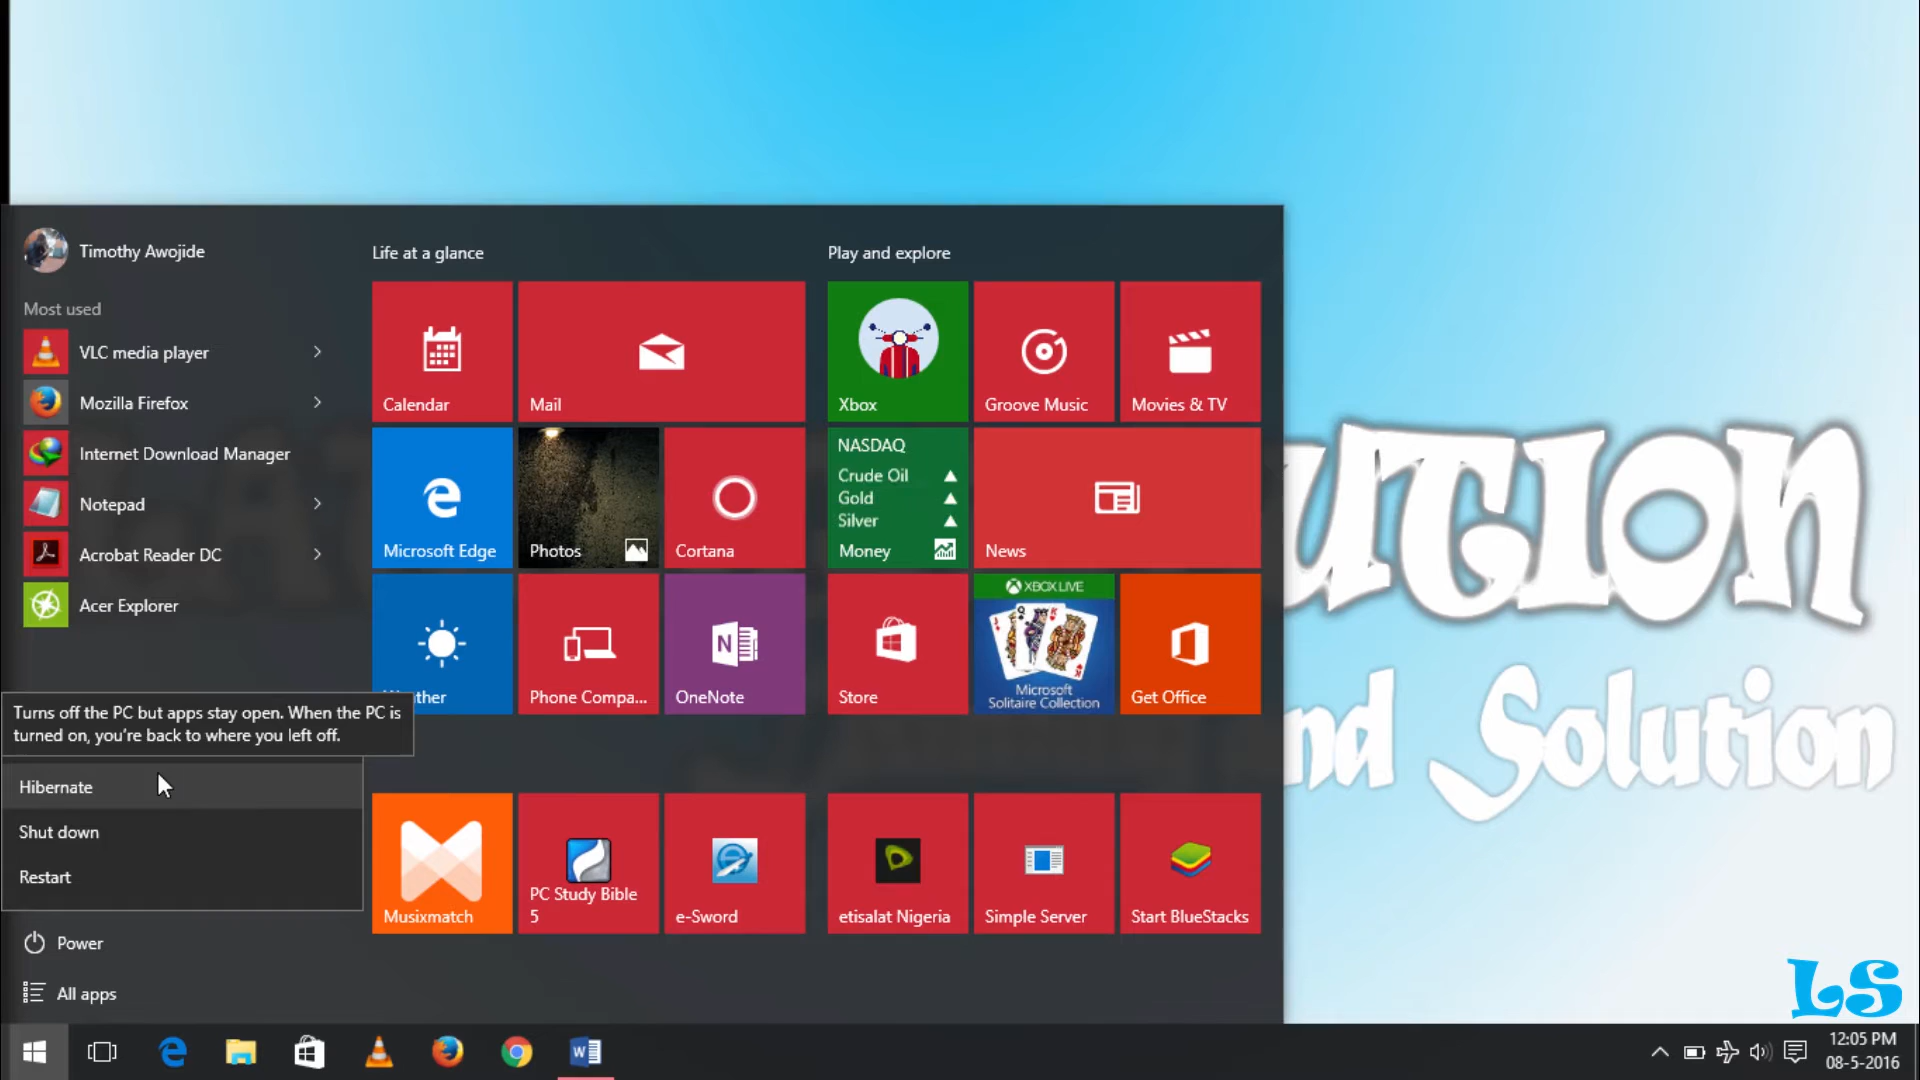 Timothy Awojide
Most used
VLC media player
Mozilla Firefox
Internet Download Manager
Notepad
Acrobat Reader DC
Acer Explorer
Turns off the PC but apps stay open. When the PC is
turned on, you're back to where you left off.
Hibernate
Shut down
Restart
Power
All apps
Life at a glance
Calendar
Mail
Microsoft Edge
Photos
Cortana
Phone Compa...
N
OneNote
Musixmatch
PC Study Bible
5
e-Sword
Play and explore
Xbox
Groove Music
Movies & TV
NASDAQ
Crude Oil
Gold
Silver
Money
News
Store
XBOX LIVE
Microsoft
Solitaire Collection
Get Office
etisalat Nigeria
Simple Server
Start BlueStacks
Solution
LS
12:05 PM
08-5-2016